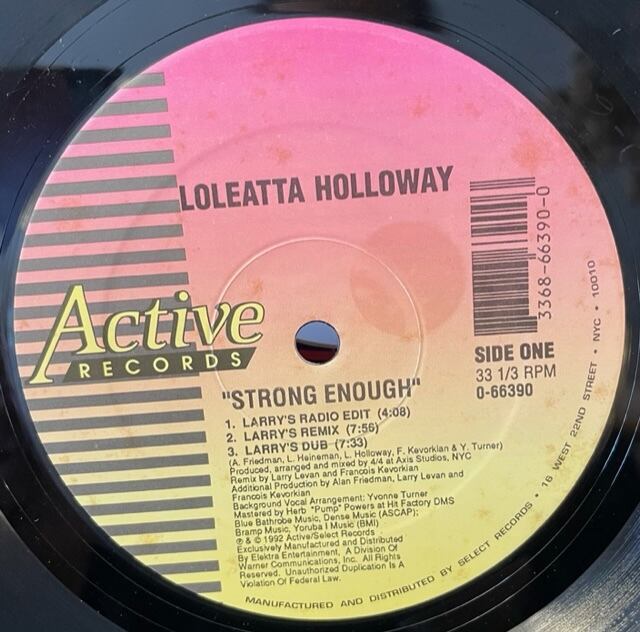 LOLEATTA HOLLOWAY
3368-66390-0
Active
RECORDS
SIDE ONE
33 1/3 RPM
0-66390
"STRONG ENOUGH"
1. LARRY'S RADIO EDIT (4:08)
2. LARRY'S REMIX (7:56)
3. LARRY'S DUB (7:33)
(A. Friedman, L. Heineman, L. Holloway, F. Kevorkian & Y. Turner)
Produced, arranged and mixed by 4/4 at Axis Studios, NYC
Remix by Larry Levan and Francois Kevorkian
Additional Production by Alan Friedman, Larry Levan and
Francois Kevorkian
Background Vocal Arrangement: Yvonne Turner
Mastered by Herb "Pump" Powers at Hit Factory DMS
Blue Bathrobe Music, Dense Music (ASCAP);
Bramp Music, Yoruba I Music (BMI)
℗ & © 1992 Active/Select Records
Exclusively Manufactured and Distributed
By Elektra Entertainment, A Division Of
Warner Communications, Inc. All Rights
Reserved. Unauthorized Duplication Is A
Violation Of Federal Law.
MANUFACTURED AND DISTRIBUTED BY SELECT RECORDS • 16 WEST 22ND STREET • NYC • 10010